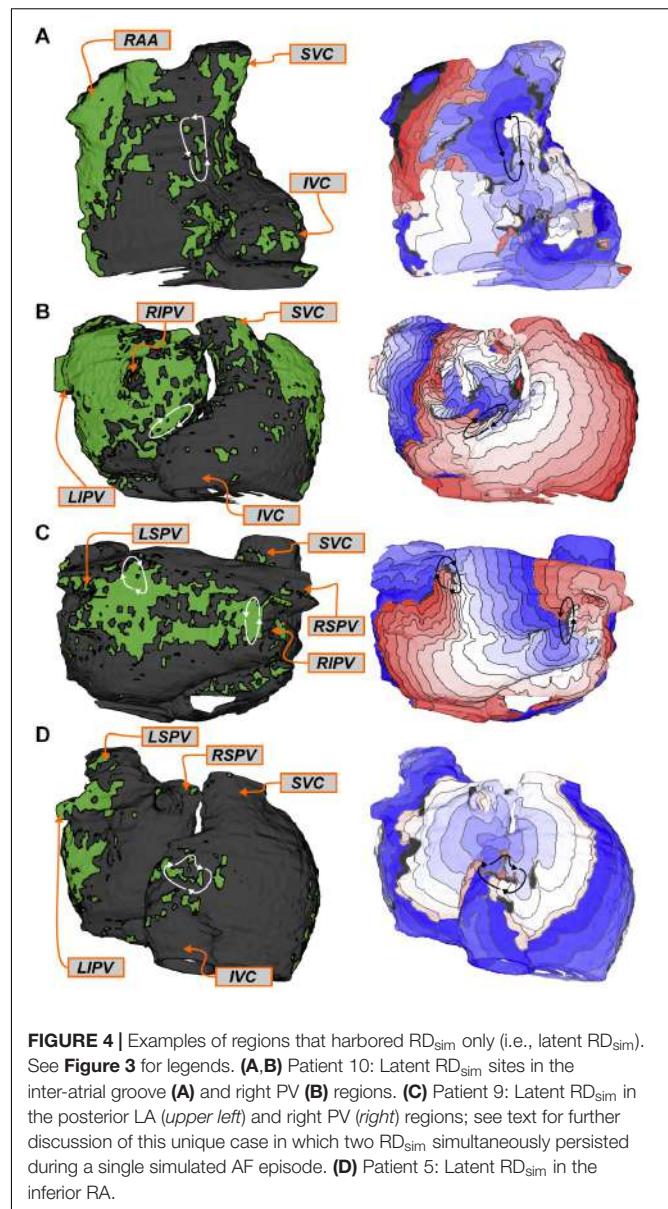 A
RAA
SVC
IVC
B
RIPV
SVC
LIPV
IVC
C
LSPV
SVC
RSPV
RIPV
D
LSPV
RSPV
SVC
LIPV
IVC
FIGURE 4 | Examples of regions that harbored RDsim only (i.e., latent RDsim).
See Figure 3 for legends. (A,B) Patient 10: Latent RDsim sites in the
inter-atrial groove (A) and right PV (B) regions. (C) Patient 9: Latent RDsim in
the posterior LA (upper left) and right PV (right) regions; see text for further
discussion of this unique case in which two RDsim simultaneously persisted
during a single simulated AF episode. (D) Patient 5: Latent RDsim in the
inferior RA.